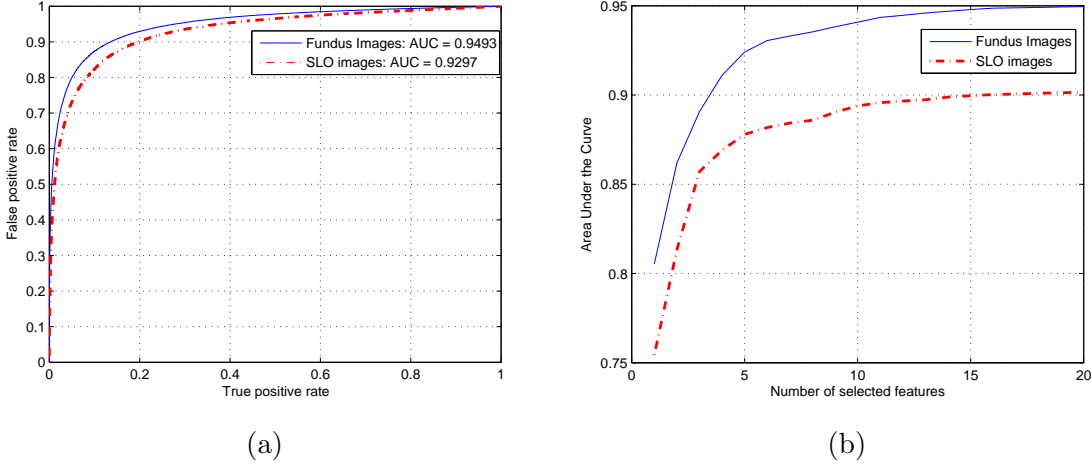 1
0.9
0.8
0.7
0.6
0.5
0.4
0.3
0.2
0.1
0
0 0.2 0.4 0.6 0.8 1
False positive rate
True positive rate
Fundus Images: AUC = 0.9493
SLO images: AUC = 0.9297
(a)
0.95
0.9
0.85
0.8
0.75
0 5 10 15 20
Area Under the Curve
Number of selected features
Fundus Images
SLO images
(b)